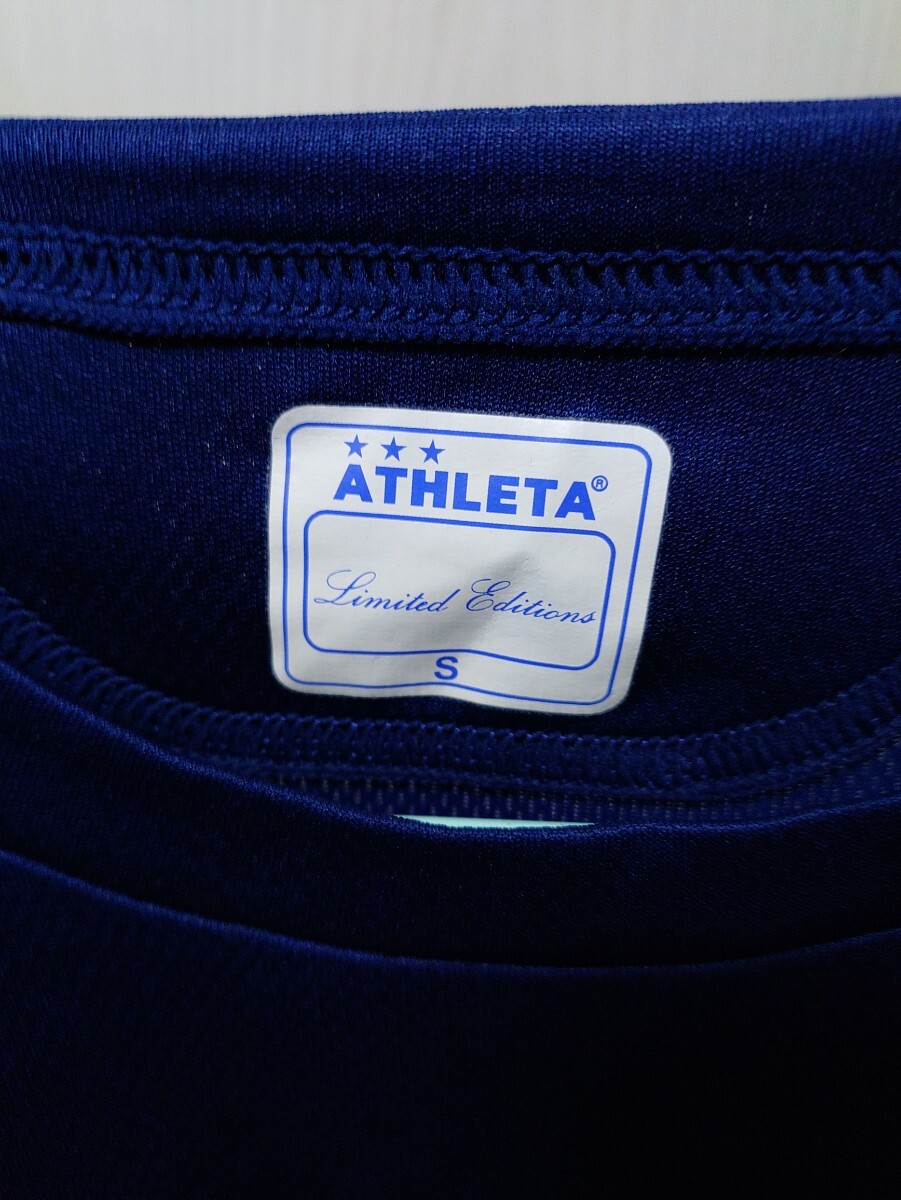 ★★★
ATHLETA®
Limited Editions
S